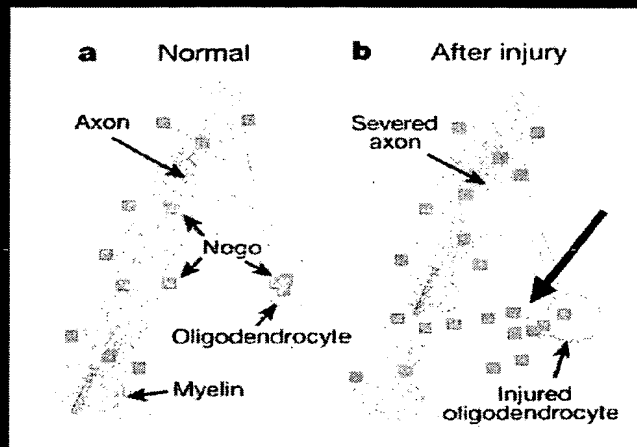 a Normal
b After injury
Axon
Severed
axon
Nogo
Oligodendrocyte
Myelin
Injured
oligodendrocyte